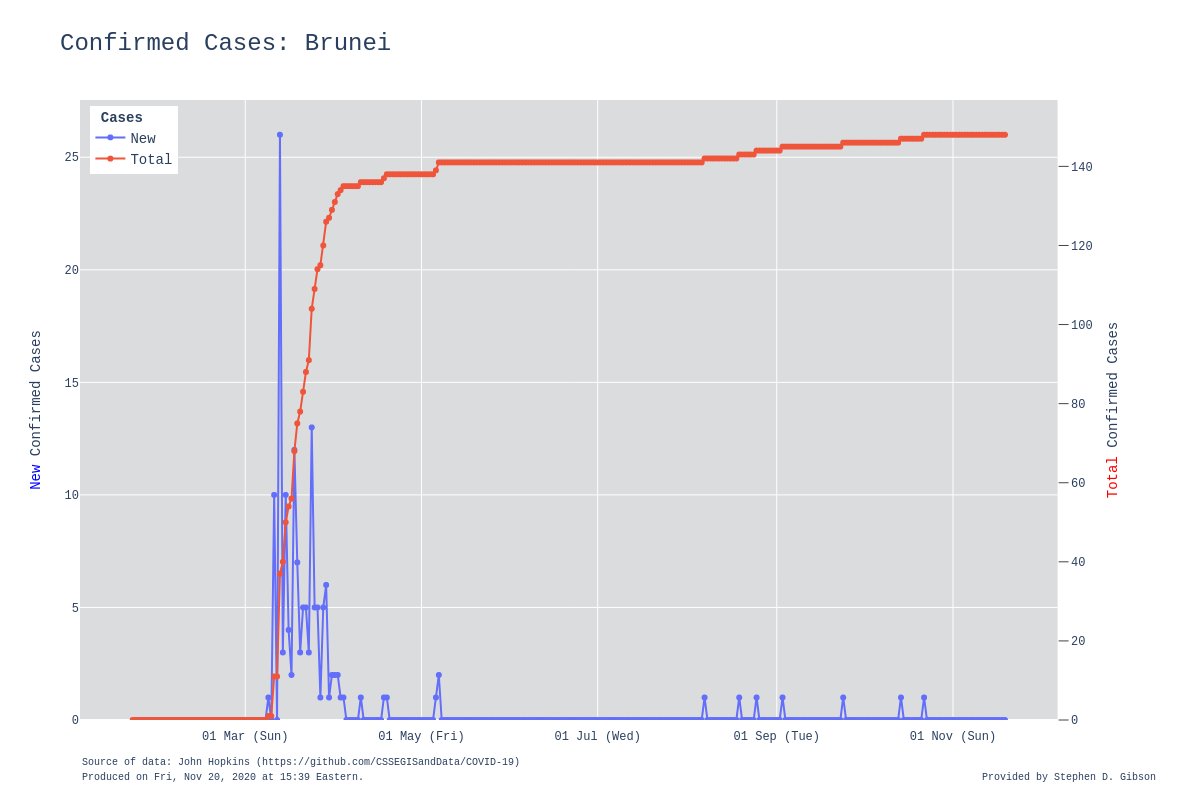 Confirmed Cases: Brunei
Cases
New
Total
25
20
15
10
5
0
140
120
100
80
60
40
20
0
New Confirmed Cases
Total Confirmed Cases
01 Mar (Sun)
01 May (Fri)
01 Jul (Wed)
01 Sep (Tue)
01 Nov (Sun)
Source of data: John Hopkins (https://github.com/CSSEGISandData/COVID-19)
Produced on Fri, Nov 20, 2020 at 15:39 Eastern.
Provided by Stephen D. Gibson